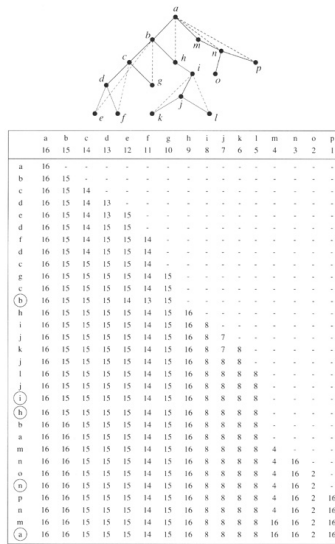 a
b m
n
c h p
i
d g o
j
e f k l
a b c d e f g h i j k l m n o p
16 15 14 13 12 11 10 9 8 7 6 5 4 3 2 1
a 16 - - - - - - - - - - - - - - -
b 16 15 - - - - - - - - - - - - - -
c 16 15 14 - - - - - - - - - - - - -
d 16 15 14 13 - - - - - - - - - - - -
e 16 15 14 13 15 - - - - - - - - - - -
d 16 15 14 15 15 - - - - - - - - - - -
f 16 15 14 15 15 14 - - - - - - - - - -
d 16 15 14 15 15 14 - - - - - - - - - -
c 16 15 15 15 15 14 - - - - - - - - - -
g 16 15 15 15 15 14 15 - - - - - - - - -
c 16 15 15 15 15 14 15 - - - - - - - - -
b 16 15 15 15 14 13 15 - - - - - - - - -
h 16 15 15 15 15 14 15 16 - - - - - - - -
i 16 15 15 15 15 14 15 16 8 - - - - - - -
j 16 15 15 15 15 14 15 16 8 7 - - - - - -
k 16 15 15 15 15 14 15 16 8 7 8 - - - - -
j 16 15 15 15 15 14 15 16 8 8 8 - - - - -
l 16 15 15 15 15 14 15 16 8 8 8 8 - - - -
j 16 15 15 15 15 14 15 16 8 8 8 8 - - - -
i 16 15 15 15 15 14 15 16 8 8 8 8 - - - -
h 16 15 15 15 15 14 15 16 8 8 8 8 - - - -
b 16 16 15 15 15 14 15 16 8 8 8 8 - - - -
a 16 16 15 15 15 14 15 16 8 8 8 8 - - - -
m 16 16 15 15 15 14 15 16 8 8 8 8 4 - - -
n 16 16 15 15 15 14 15 16 8 8 8 8 4 16 - -
o 16 16 15 15 15 14 15 16 8 8 8 8 4 16 2 -
n 16 16 15 15 15 14 15 16 8 8 8 8 4 16 2 -
p 16 16 15 15 15 14 15 16 8 8 8 8 4 16 2 16
n 16 16 15 15 15 14 15 16 8 8 8 8 4 16 2 16
m 16 16 15 15 15 14 15 16 8 8 8 8 16 16 2 16
a 16 16 15 15 15 14 15 16 8 8 8 8 16 16 2 16